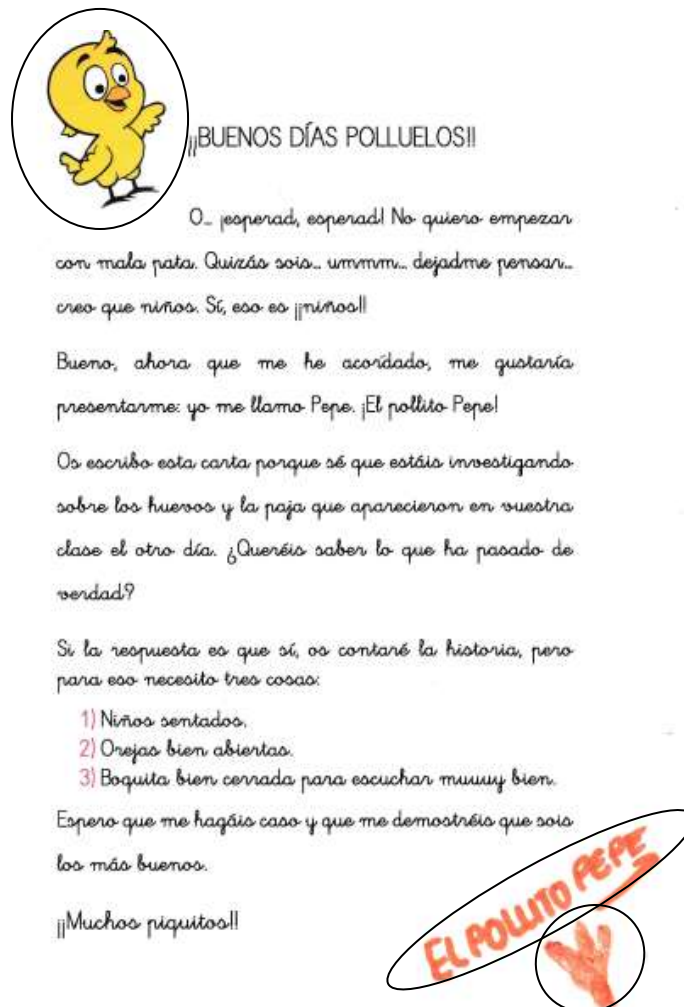 ¡¡BUENOS DÍAS POLLUELOS!!
O... ¡esperad, esperad! No quiero empezar
con mala pata. Quizás sois... ummm... dejadme pensar...
creo que niños. Sí, eso es ¡¡niños!!
Bueno, ahora que me he acordado, me gustaría
presentarme: yo me llamo Pepe. ¡El pollito Pepe!
Os escribo esta carta porque sé que estáis investigando
sobre los huevos y la paja que aparecieron en vuestra
clase el otro día. ¿Queréis saber lo que ha pasado de
verdad?
Si la respuesta es que sí, os contaré la historia, pero
para eso necesito tres cosas:
1) Niños sentados.
2) Orejas bien abiertas.
3) Boquita bien cerrada para escuchar muuuy bien.
Espero que me hagáis caso y que me demostréis que sois
los más buenos.
¡¡Muchos piquitos!!
EL POLLITO PEPE